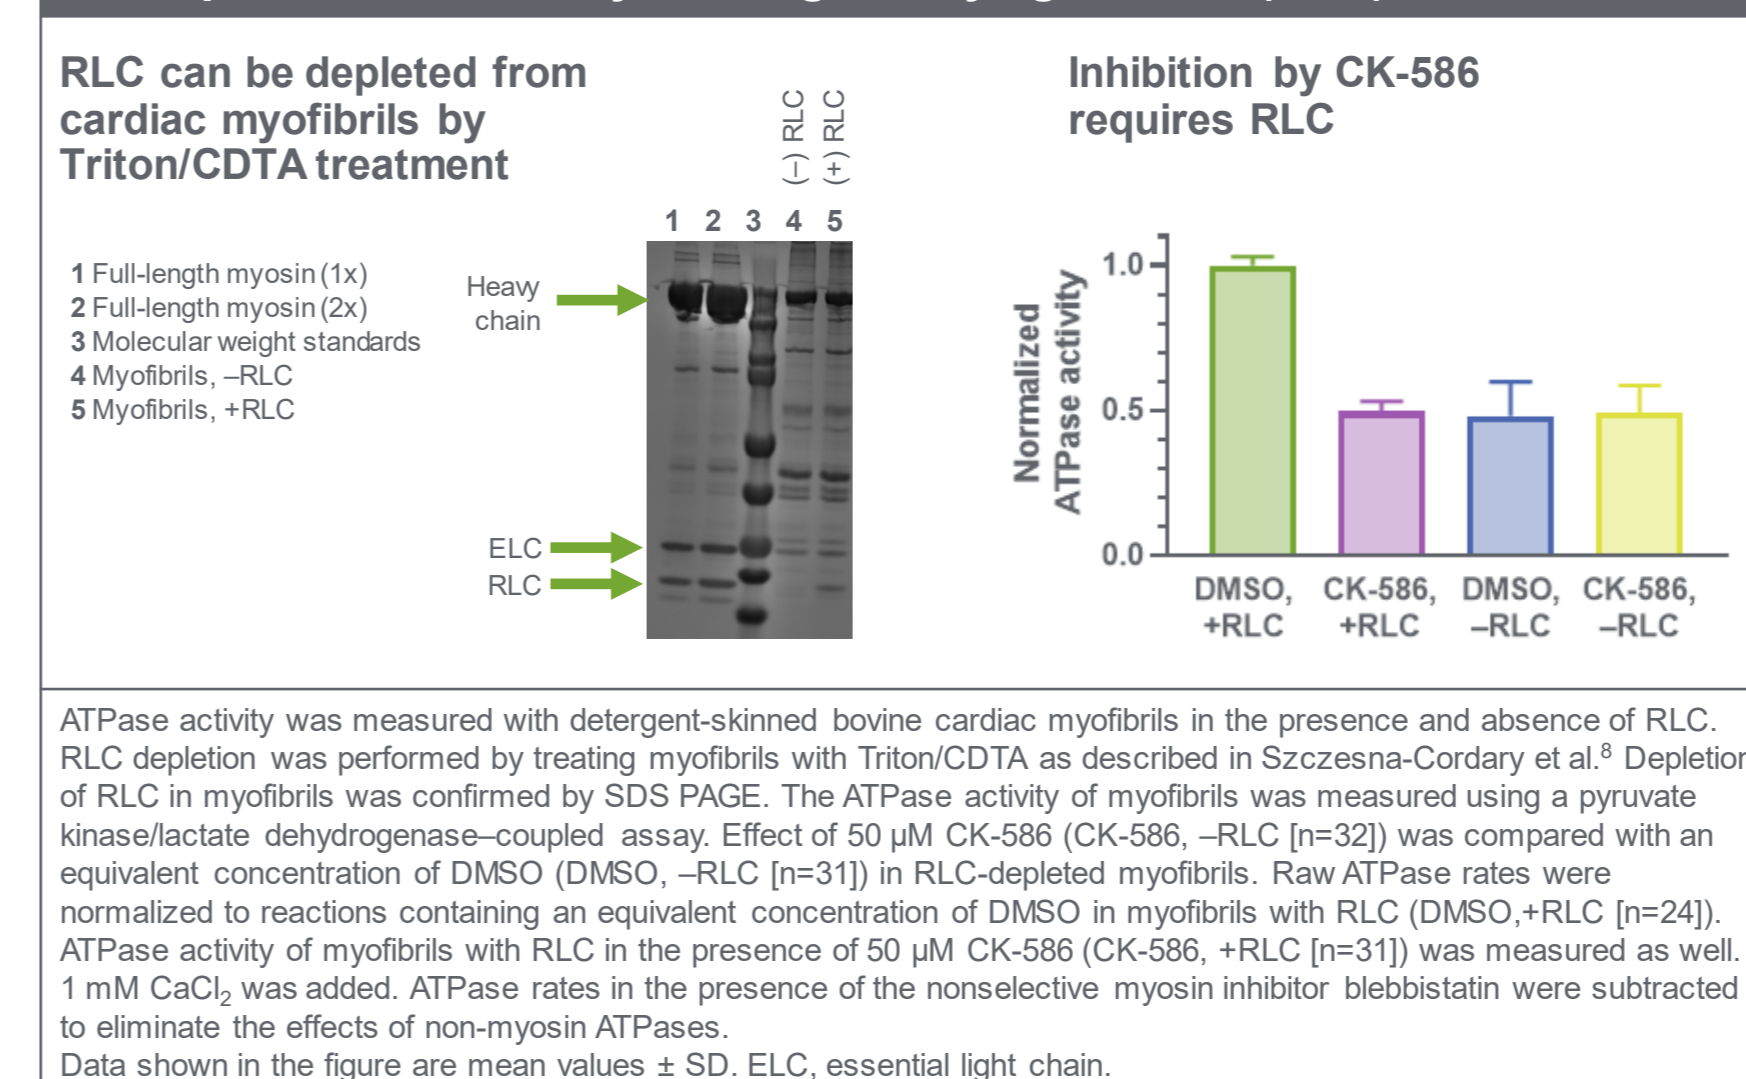 RLC can be depleted from
cardiac myofibrils by
Triton/CDTA treatment
(–) RLC
(+) RLC
1 2 3 4 5
1 Full-length myosin (1x)
2 Full-length myosin (2x)
3 Molecular weight standards
4 Myofibrils, –RLC
5 Myofibrils, +RLC
Heavy
chain
ELC
RLC
Inhibition by CK-586
requires RLC
Normalized
ATPase activity
1.0
0.5
0.0
DMSO,
+RLC
CK-586,
+RLC
DMSO,
–RLC
CK-586,
–RLC
ATPase activity was measured with detergent-skinned bovine cardiac myofibrils in the presence and absence of RLC.
RLC depletion was performed by treating myofibrils with Triton/CDTA as described in Szczesna-Cordary et al.⁸ Depletion
of RLC in myofibrils was confirmed by SDS PAGE. The ATPase activity of myofibrils was measured using a pyruvate
kinase/lactate dehydrogenase–coupled assay. Effect of 50 µM CK-586 (CK-586, –RLC [n=32]) was compared with an
equivalent concentration of DMSO (DMSO, –RLC [n=31]) in RLC-depleted myofibrils. Raw ATPase rates were
normalized to reactions containing an equivalent concentration of DMSO in myofibrils with RLC (DMSO,+RLC [n=24]).
ATPase activity of myofibrils with RLC in the presence of 50 µM CK-586 (CK-586, +RLC [n=31]) was measured as well.
1 mM CaCl₂ was added. ATPase rates in the presence of the nonselective myosin inhibitor blebbistatin were subtracted
to eliminate the effects of non-myosin ATPases.
Data shown in the figure are mean values ± SD. ELC, essential light chain.